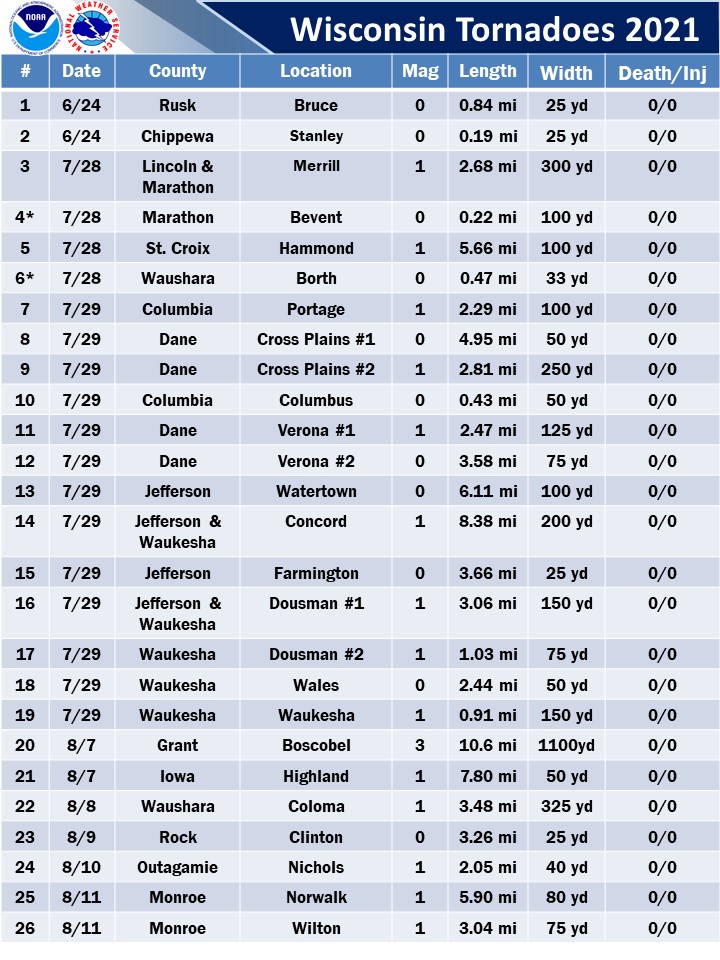 NOAA
NATIONAL WEATHER SERVICE
Wisconsin Tornadoes 2021
# Date County Location Mag Length Width Death/Inj
1 6/24 Rusk Bruce 0 0.84 mi 25 yd 0/0
2 6/24 Chippewa Stanley 0 0.19 mi 25 yd 0/0
3 7/28 Lincoln & Merrill 1 2.68 mi 300 yd 0/0
Marathon
4* 7/28 Marathon Bevent 0 0.22 mi 100 yd 0/0
5 7/28 St. Croix Hammond 1 5.66 mi 100 yd 0/0
6* 7/28 Waushara Borth 0 0.47 mi 33 yd 0/0
7 7/29 Columbia Portage 1 2.29 mi 100 yd 0/0
8 7/29 Dane Cross Plains #1 0 4.95 mi 50 yd 0/0
9 7/29 Dane Cross Plains #2 1 2.81 mi 250 yd 0/0
10 7/29 Columbia Columbus 0 0.43 mi 50 yd 0/0
11 7/29 Dane Verona #1 1 2.47 mi 125 yd 0/0
12 7/29 Dane Verona #2 0 3.58 mi 75 yd 0/0
13 7/29 Jefferson Watertown 0 6.11 mi 100 yd 0/0
14 7/29 Jefferson & Concord 1 8.38 mi 200 yd 0/0
Waukesha
15 7/29 Jefferson Farmington 0 3.66 mi 25 yd 0/0
16 7/29 Jefferson & Dousman #1 1 3.06 mi 150 yd 0/0
Waukesha
17 7/29 Waukesha Dousman #2 1 1.03 mi 75 yd 0/0
18 7/29 Waukesha Wales 0 2.44 mi 50 yd 0/0
19 7/29 Waukesha Waukesha 1 0.91 mi 150 yd 0/0
20 8/7 Grant Boscobel 3 10.6 mi 1100yd 0/0
21 8/7 Iowa Highland 1 7.80 mi 50 yd 0/0
22 8/8 Waushara Coloma 1 3.48 mi 325 yd 0/0
23 8/9 Rock Clinton 0 3.26 mi 25 yd 0/0
24 8/10 Outagamie Nichols 1 2.05 mi 40 yd 0/0
25 8/11 Monroe Norwalk 1 5.90 mi 80 yd 0/0
26 8/11 Monroe Wilton 1 3.04 mi 75 yd 0/0